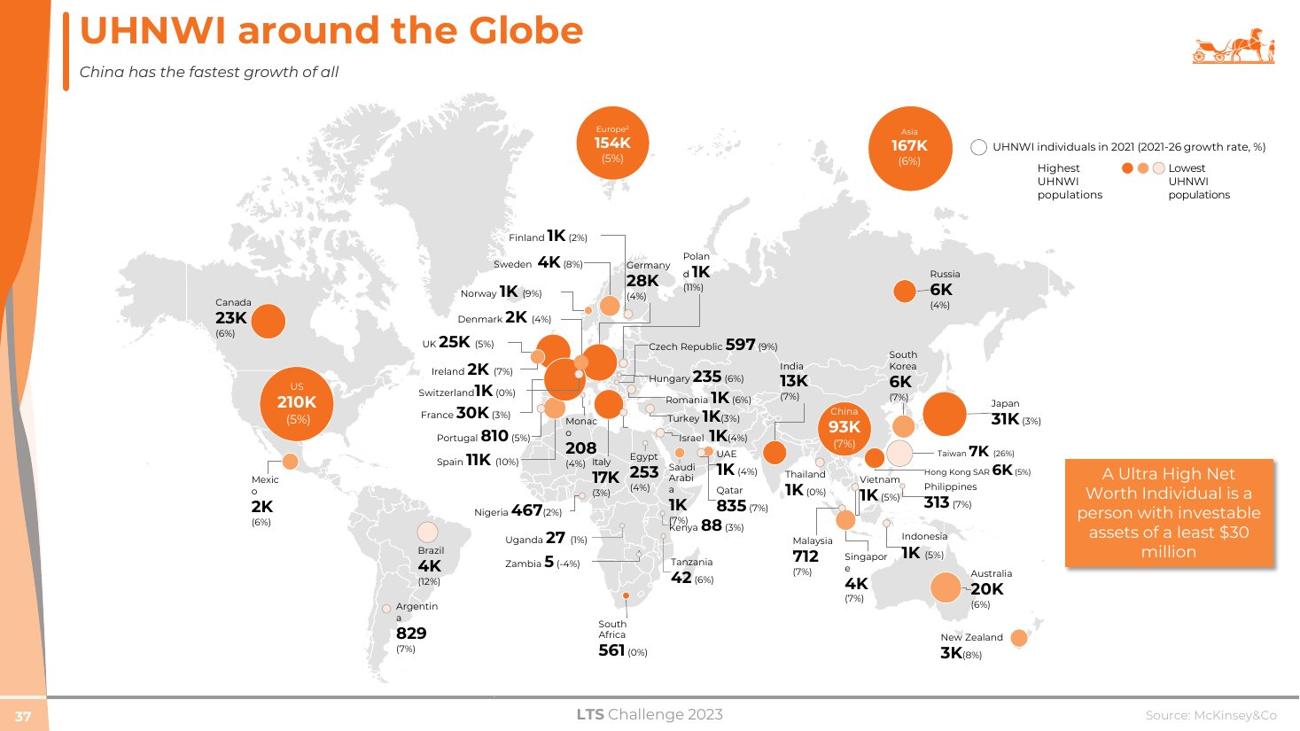 UHNWI around the Globe
China has the fastest growth of all
Europe²
154K
(5%)
Asia
167K
(6%)
UHNWI individuals in 2021 (2021-26 growth rate, %)
Highest
UHNWI
populations
Lowest
UHNWI
populations
Finland 1K (2%)
Sweden 4K (8%)
Norway 1K (9%)
Denmark 2K (4%)
Germany
28K
(4%)
Polan
d 1K
(11%)
Russia
6K
(4%)
Canada
23K
(6%)
UK 25K (5%)
Ireland 2K (7%)
Switzerland 1K (0%)
France 30K (3%)
Portugal 810 (5%)
Spain 11K (10%)
Czech Republic 597 (9%)
Hungary 235 (6%)
Romania 1K (6%)
Turkey 1K (3%)
Israel 1K (4%)
India
13K
(7%)
South
Korea
6K
(7%)
US
210K
(5%)
China
93K
(7%)
Japan
31K (3%)
Monac
o
208
(4%)
Italy
17K
(3%)
Egypt
253
(4%)
Saudi
Arabi
a
1K
(7%)
UAE
1K (4%)
Qatar
835 (7%)
Taiwan 7K (26%)
Hong Kong SAR 6K (5%)
Thailand
1K (0%)
Vietnam
1K (5%)
Philippines
313 (7%)
Mexic
o
2K
(6%)
Nigeria 467 (2%)
Kenya 88 (3%)
Uganda 27 (1%)
Zambia 5 (-4%)
Tanzania
42 (6%)
Malaysia
712
(7%)
Singapor
e
4K
(7%)
Indonesia
1K (5%)
Brazil
4K
(12%)
Argentin
a
829
(7%)
South
Africa
561 (0%)
Australia
20K
(6%)
New Zealand
3K (8%)
A Ultra High Net
Worth Individual is a
person with investable
assets of a least $30
million
37
LTS Challenge 2023
Source: McKinsey&Co